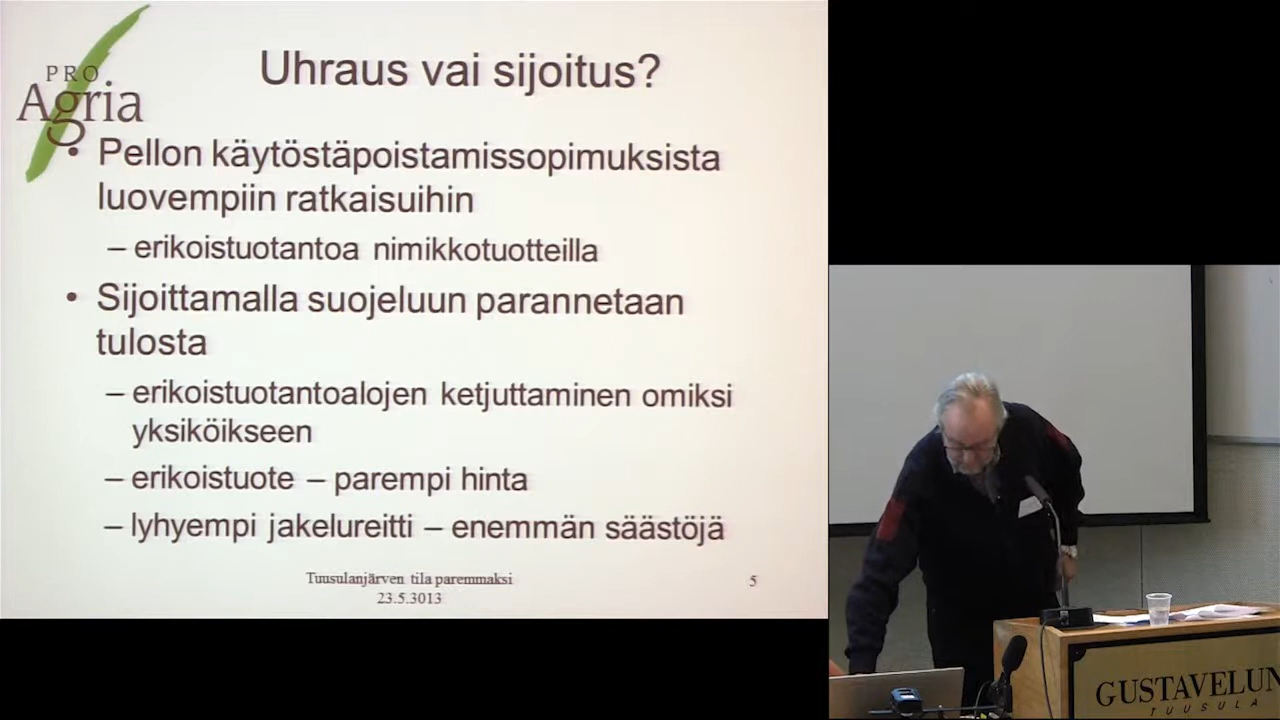 PRO
Agria
Uhraus vai sijoitus?
• Pellon käytöstäpoistamissopimuksista
luovempiin ratkaisuihin
– erikoistuotantoa nimikkotuotteilla
• Sijoittamalla suojeluun parannetaan
tulosta
– erikoistuotantoalojen ketjuttaminen omiksi
yksiköikseen
– erikoistuote – parempi hinta
– lyhyempi jakelureitti – enemmän säästöjä
Tuusulanjärven tila paremmaksi
23.5.3013
5
GUSTAVELUN
TUUSULA